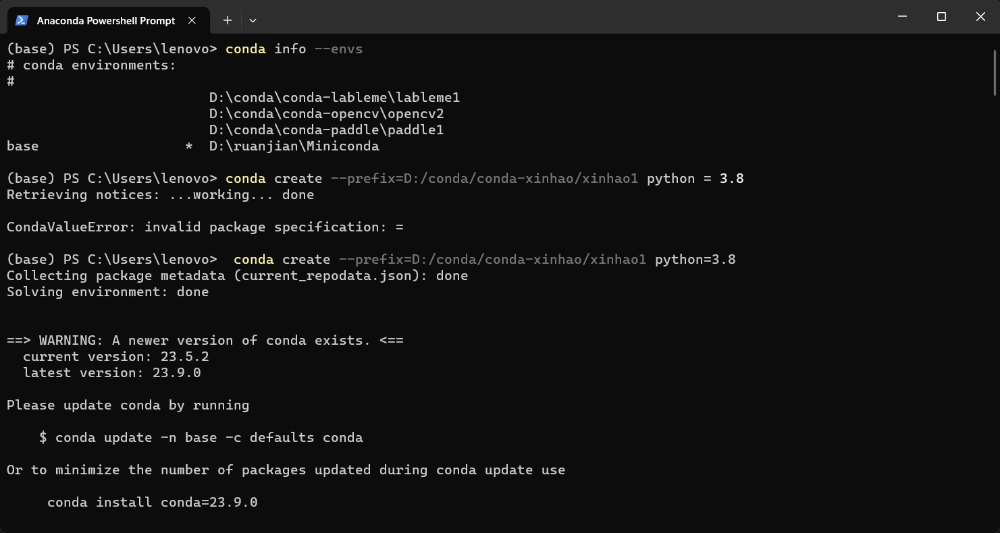 Anaconda Powershell Prompt
(base) PS C:\Users\lenovo> conda info --envs
# conda environments:
#
                         D:\conda\conda-lableme\lableme1
                         D:\conda\conda-opencv\opencv2
                         D:\conda\conda-paddle\paddle1
base                  *  D:\ruanjian\Miniconda
(base) PS C:\Users\lenovo> conda create --prefix=D:/conda/conda-xinhao/xinhao1 python = 3.8
Retrieving notices: ...working... done
CondaValueError: invalid package specification: =
(base) PS C:\Users\lenovo>  conda create --prefix=D:/conda/conda-xinhao/xinhao1 python=3.8
Collecting package metadata (current_repodata.json): done
Solving environment: done
==> WARNING: A newer version of conda exists. <==
  current version: 23.5.2
  latest version: 23.9.0
Please update conda by running
    $ conda update -n base -c defaults conda
Or to minimize the number of packages updated during conda update use
     conda install conda=23.9.0